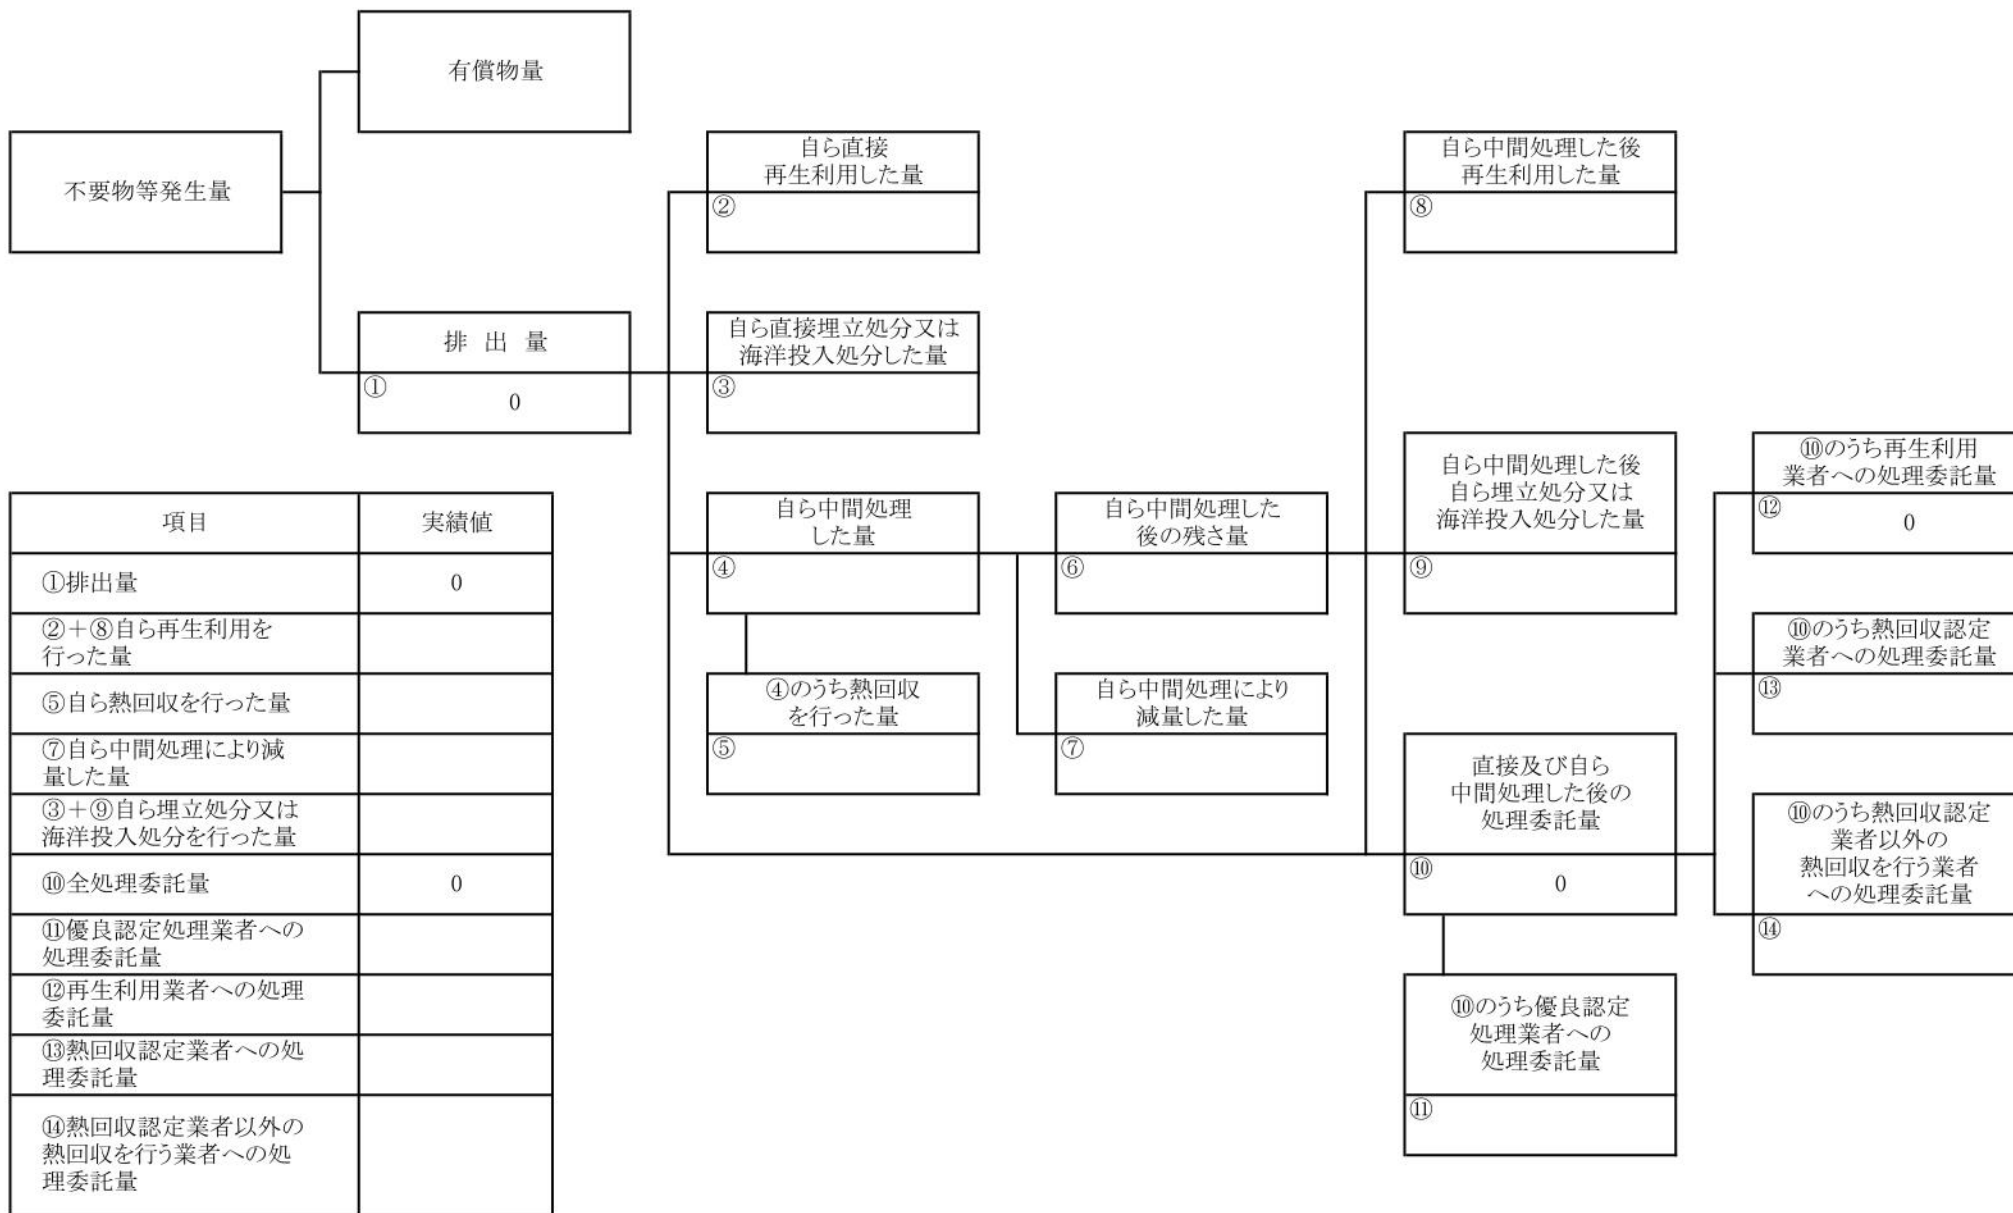 有償物量
不要物等発生量
排 出 量
①
0
自ら直接
再生利用した量
②
自ら直接埋立処分又は
海洋投入処分した量
③
自ら中間処理
した量
④
④のうち熱回収
を行った量
⑤
自ら中間処理した
後の残さ量
⑥
自ら中間処理により
減量した量
⑦
自ら中間処理した後
再生利用した量
⑧
自ら中間処理した後
自ら埋立処分又は
海洋投入処分した量
⑨
直接及び自ら
中間処理した後の
処理委託量
⑩
0
⑩のうち優良認定
処理業者への
処理委託量
⑪
⑩のうち再生利用
業者への処理委託量
⑫
0
⑩のうち熱回収認定
業者への処理委託量
⑬
⑩のうち熱回収認定
業者以外の
熱回収を行う業者
への処理委託量
⑭
項目 実績値
①排出量 0
②+⑧自ら再生利用を
行った量
⑤自ら熱回収を行った量
⑦自ら中間処理により減
量した量
③+⑨自ら埋立処分又は
海洋投入処分を行った量
⑩全処理委託量 0
⑪優良認定処理業者への
処理委託量
⑫再生利用業者への処理
委託量
⑬熱回収認定業者への処
理委託量
⑭熱回収認定業者以外の
熱回収を行う業者への処
理委託量